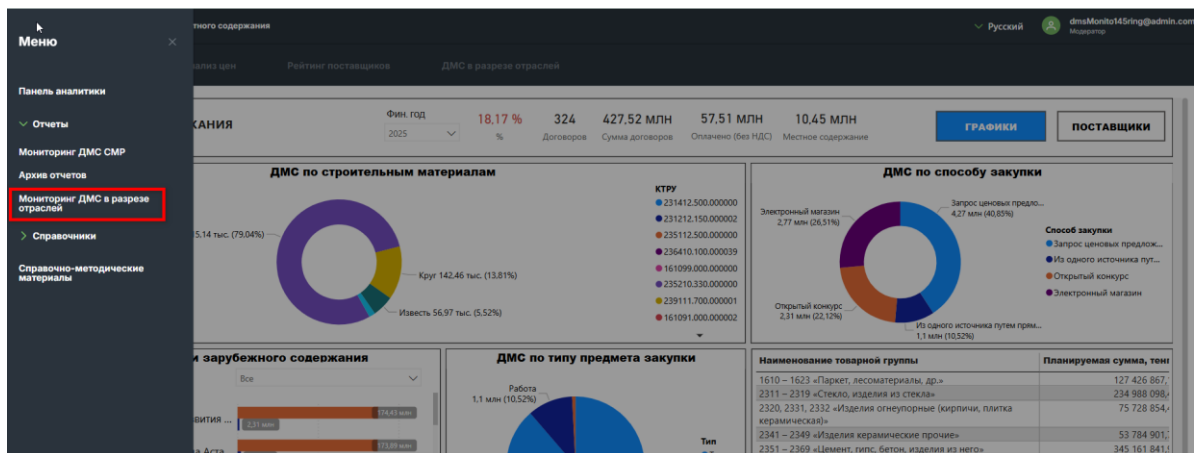 Меню
тного содержания
Русский
dmsMonito145ring@admin.com
Модератор
ализ цен
Рейтинг поставщиков
ДМС в разрезе отраслей
Панель аналитики
Отчеты
Мониторинг ДМС СМР
Архив отчетов
Мониторинг ДМС в разрезе
отраслей
Справочники
Справочно-методические
материалы
КАНИЯ
Фин. год
2025
18,17 %
%
324
Договоров
427,52 МЛН
Сумма договоров
57,51 МЛН
Оплачено (без НДС)
10,45 МЛН
Местное содержание
ГРАФИКИ
ПОСТАВЩИКИ
ДМС по строительным материалам
5.14 тыс. (79.04%)
Круг 142.46 тыс. (13,81%)
Известь 56,97 тыс. (5.52%)
КТРУ
231412.500.000000
231212.150.000002
235112.500.000000
236410.100.000039
161099.000.000000
235210.330.000000
239111.700.000001
161091.000.000002
ДМС по способу закупки
Электронный магазин
2,77 млн (26,51%)
Запрос ценовых предло...
4,27 млн (40,85%)
Открытый конкурс
2,31 млн (22,12%)
Из одного источника путем прям...
1,1 млн (10,52%)
Способ закупки
Запрос ценовых предлож...
Из одного источника пут...
Открытый конкурс
Электронный магазин
и зарубежного содержания
Все
174,43 млн
вития ...
2,31 млн
173,89 млн
на Аста...
ДМС по типу предмета закупки
Работа
1,1 млн (10.52%)
Тип
Наименование товарной группы
Планируемая сумма, тенг
1610 – 1623 «Паркет, лесоматериалы, др.»
127 426 867,
2311 – 2319 «Стекло, изделия из стекла»
234 988 098,
2320, 2331, 2332 «Изделия огнеупорные (кирпичи, плитка
керамическая)»
75 728 854,
2341 – 2349 «Изделия керамические прочие»
53 784 901,
2351 – 2369 «Цемент, гипс, бетон, изделия из него»
345 161 841,